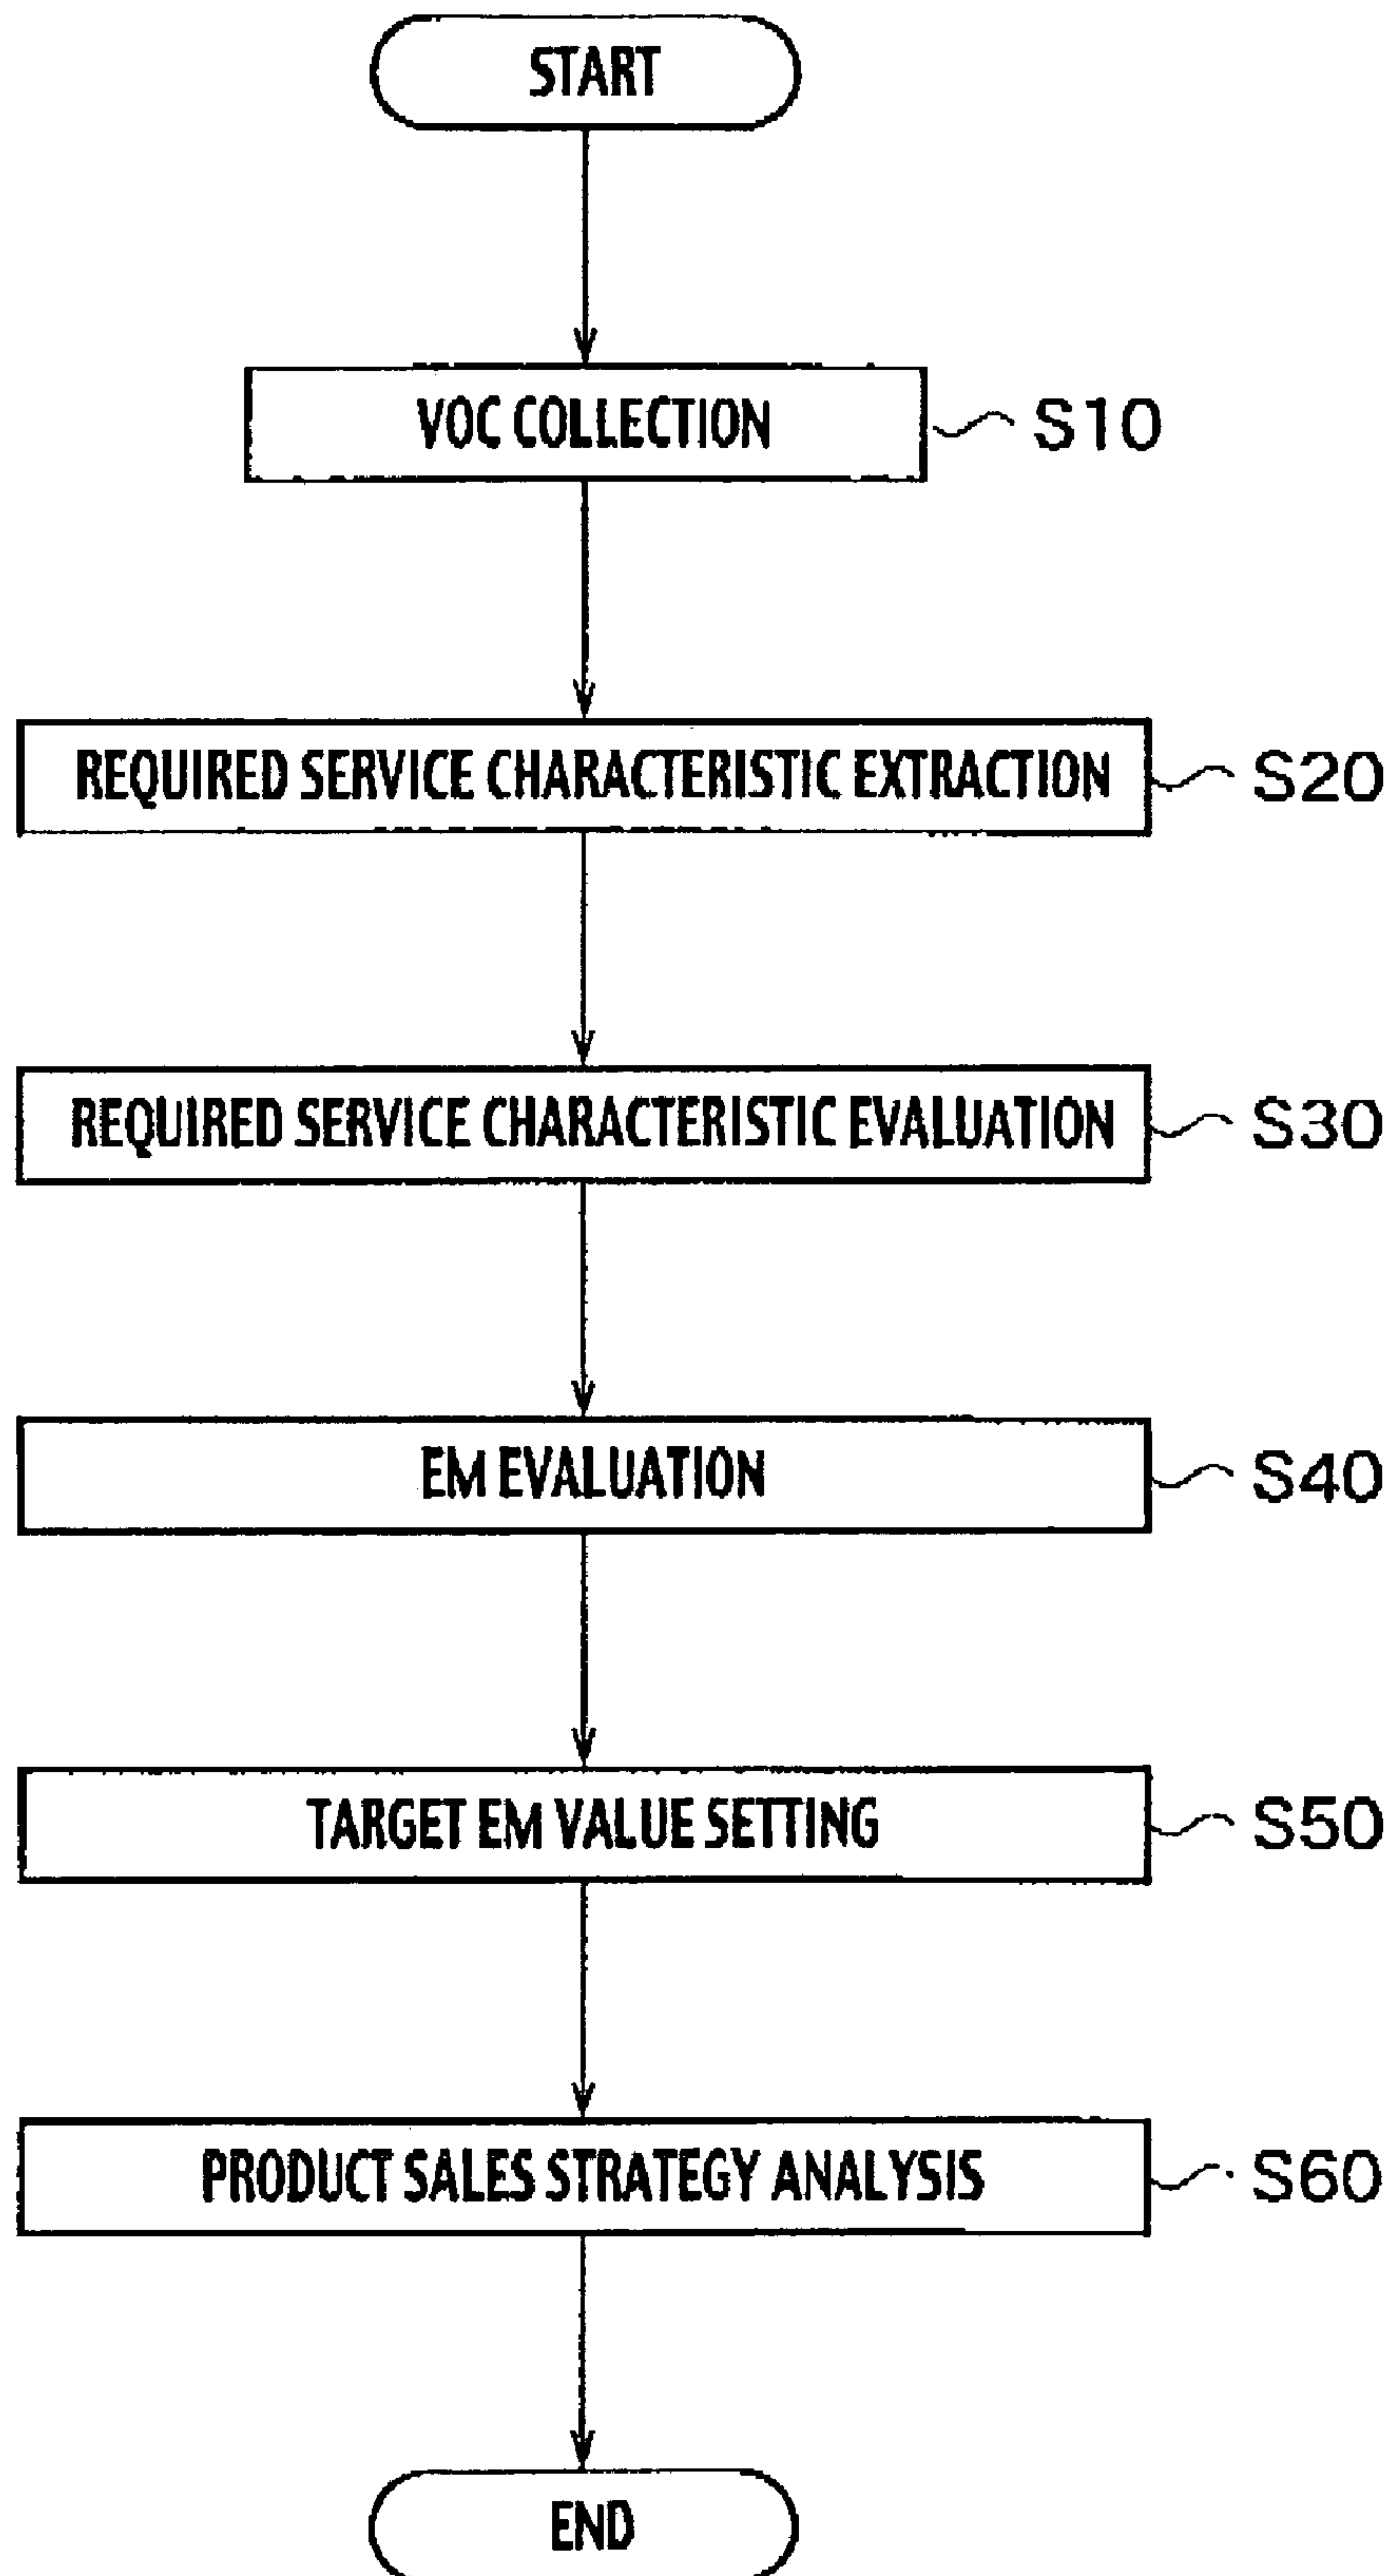 START
VOC COLLECTION S10
REQUIRED SERVICE CHARACTERISTIC EXTRACTION S20
REQUIRED SERVICE CHARACTERISTIC EVALUATION S30
EM EVALUATION S40
TARGET EM VALUE SETTING S50
PRODUCT SALES STRATEGY ANALYSIS S60
END